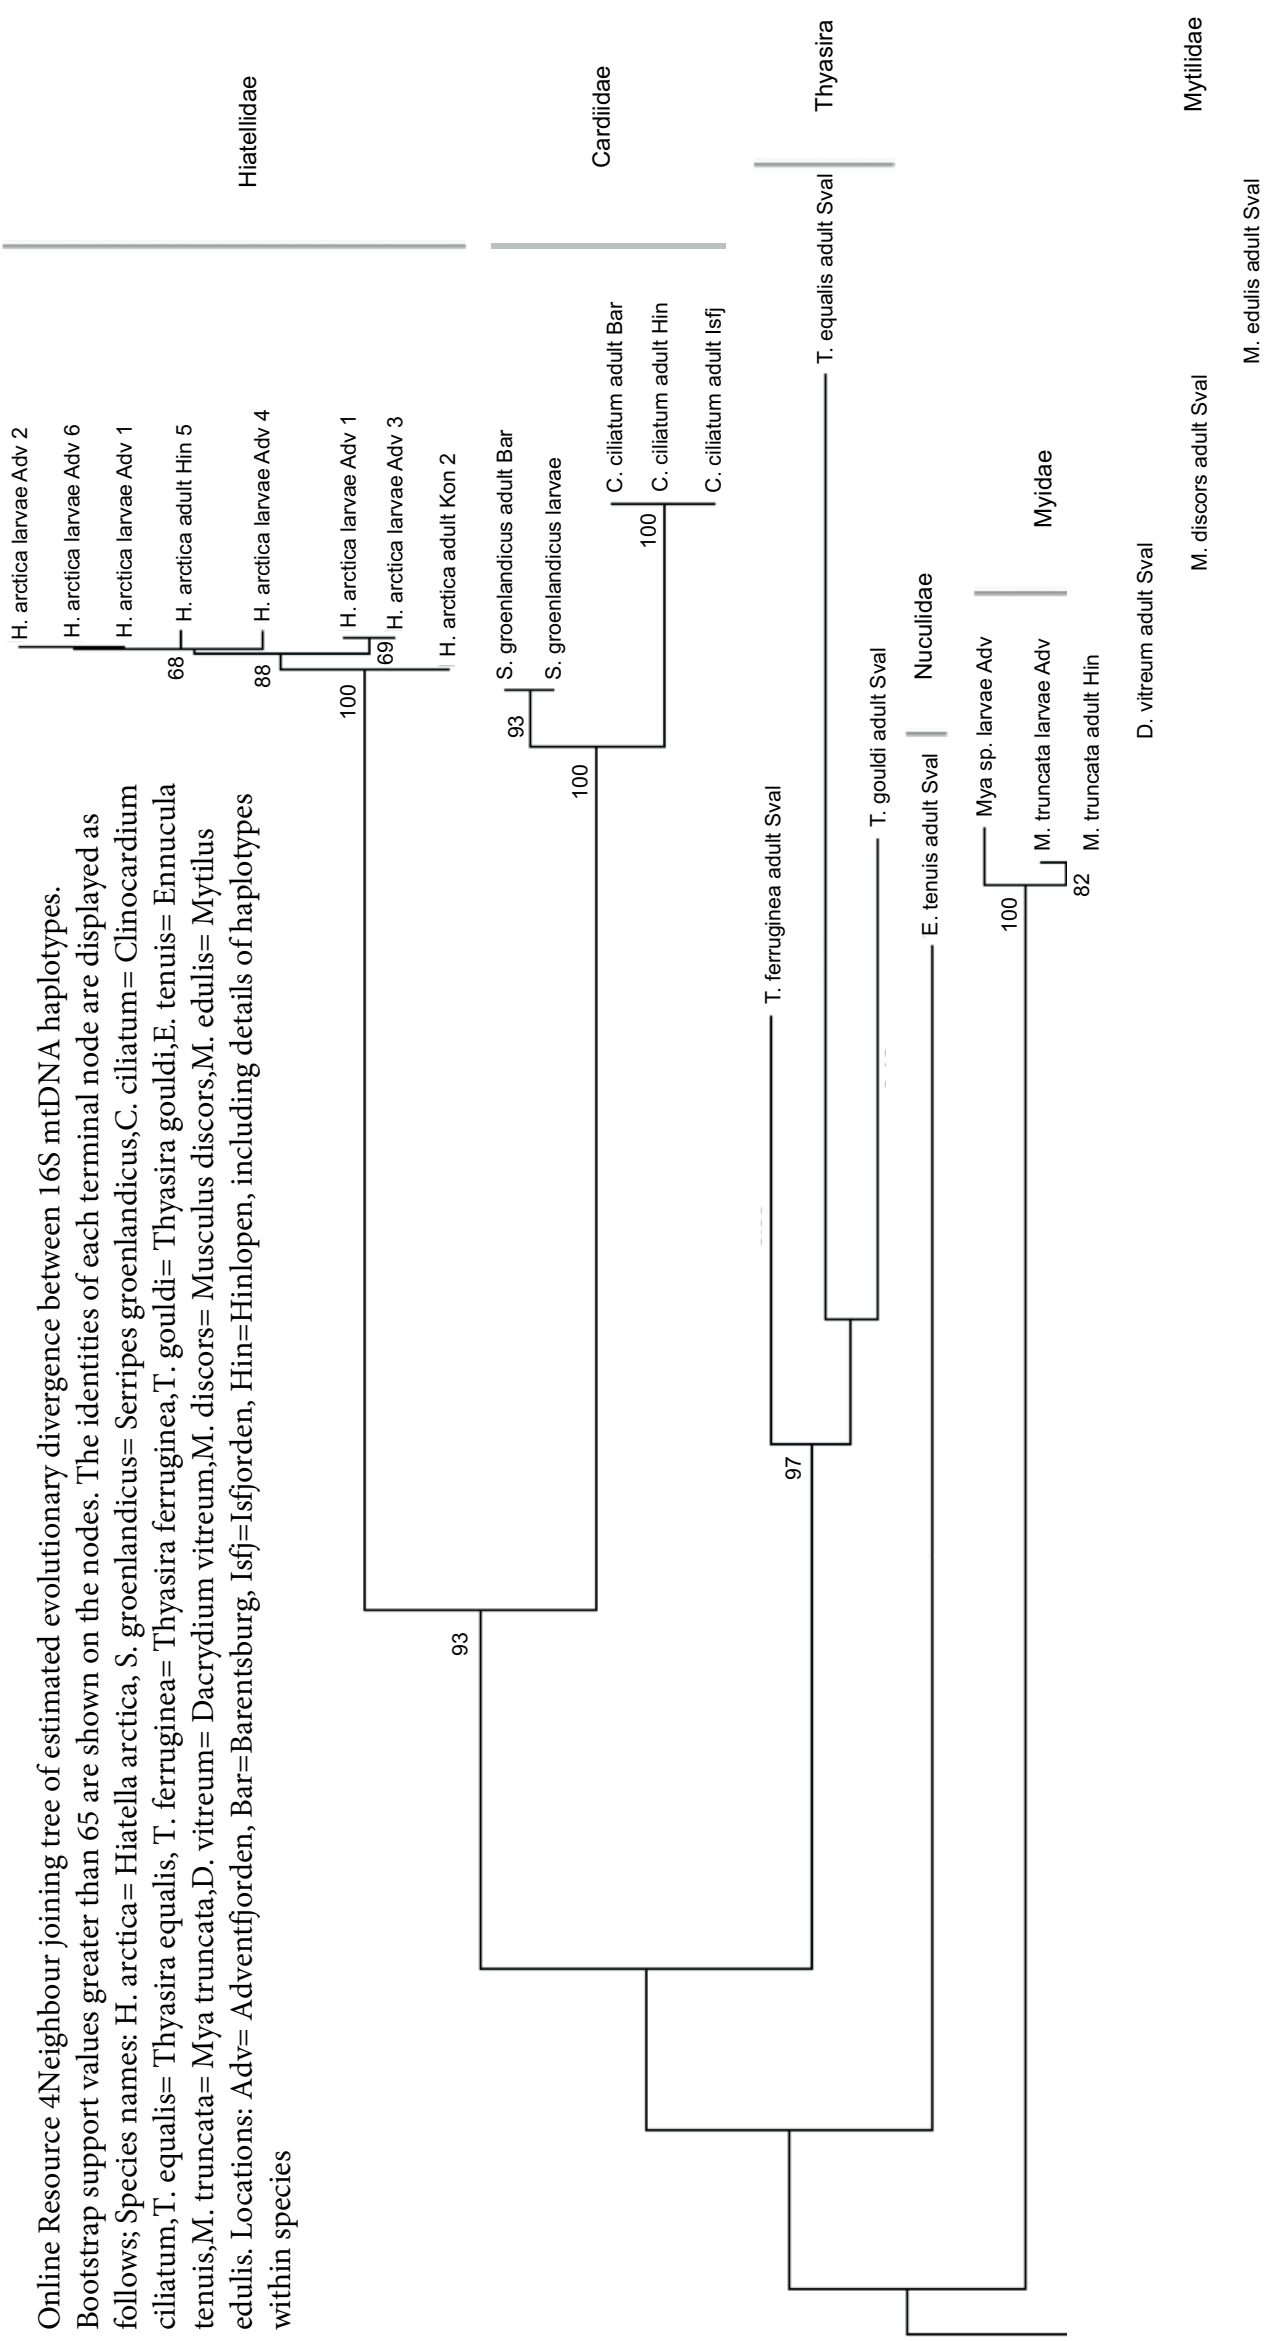 Online Resource 4Neighbour joining tree of estimated evolutionary divergence between 16S mtDNA haplotypes.
Bootstrap support values greater than 65 are shown on the nodes. The identities of each terminal node are displayed as
follows; Species names: H. arctica= Hiatella arctica, S. groenlandicus= Serripes groenlandicus,C. ciliatum= Clinocardium
ciliatum,T. equalis= Thyasira equalis, T. ferruginea= Thyasira ferruginea,T. gouldi= Thyasira gouldi,E. tenuis= Ennucula
tenuis,M. truncata= Mya truncata,D. vitreum= Dacrydium vitreum,M. discors= Musculus discors,M. edulis= Mytilus
edulis. Locations: Adv= Adventfjorden, Bar=Barentsburg, Isfj=Isfjorden, Hin=Hinlopen, including details of haplotypes
within species
H. arctica larvae Adv 2
H. arctica larvae Adv 6
H. arctica larvae Adv 1
H. arctica adult Hin 5
H. arctica larvae Adv 4
H. arctica larvae Adv 1
H. arctica larvae Adv 3
H. arctica adult Kon 2
68
88
69
100
Hiatellidae
S. groenlandicus adult Bar
S. groenlandicus larvae
C. ciliatum adult Bar
C. ciliatum adult Hin
C. ciliatum adult Isfj
93
100
100
Cardiidae
93
T. ferruginea adult Sval
T. equalis adult Sval
T. gouldi adult Sval
97
Thyasira
E. tenuis adult Sval
Nuculidae
Mya sp. larvae Adv
M. truncata larvae Adv
M. truncata adult Hin
100
82
Myidae
D. vitreum adult Sval
M. discors adult Sval
M. edulis adult Sval
Mytilidae